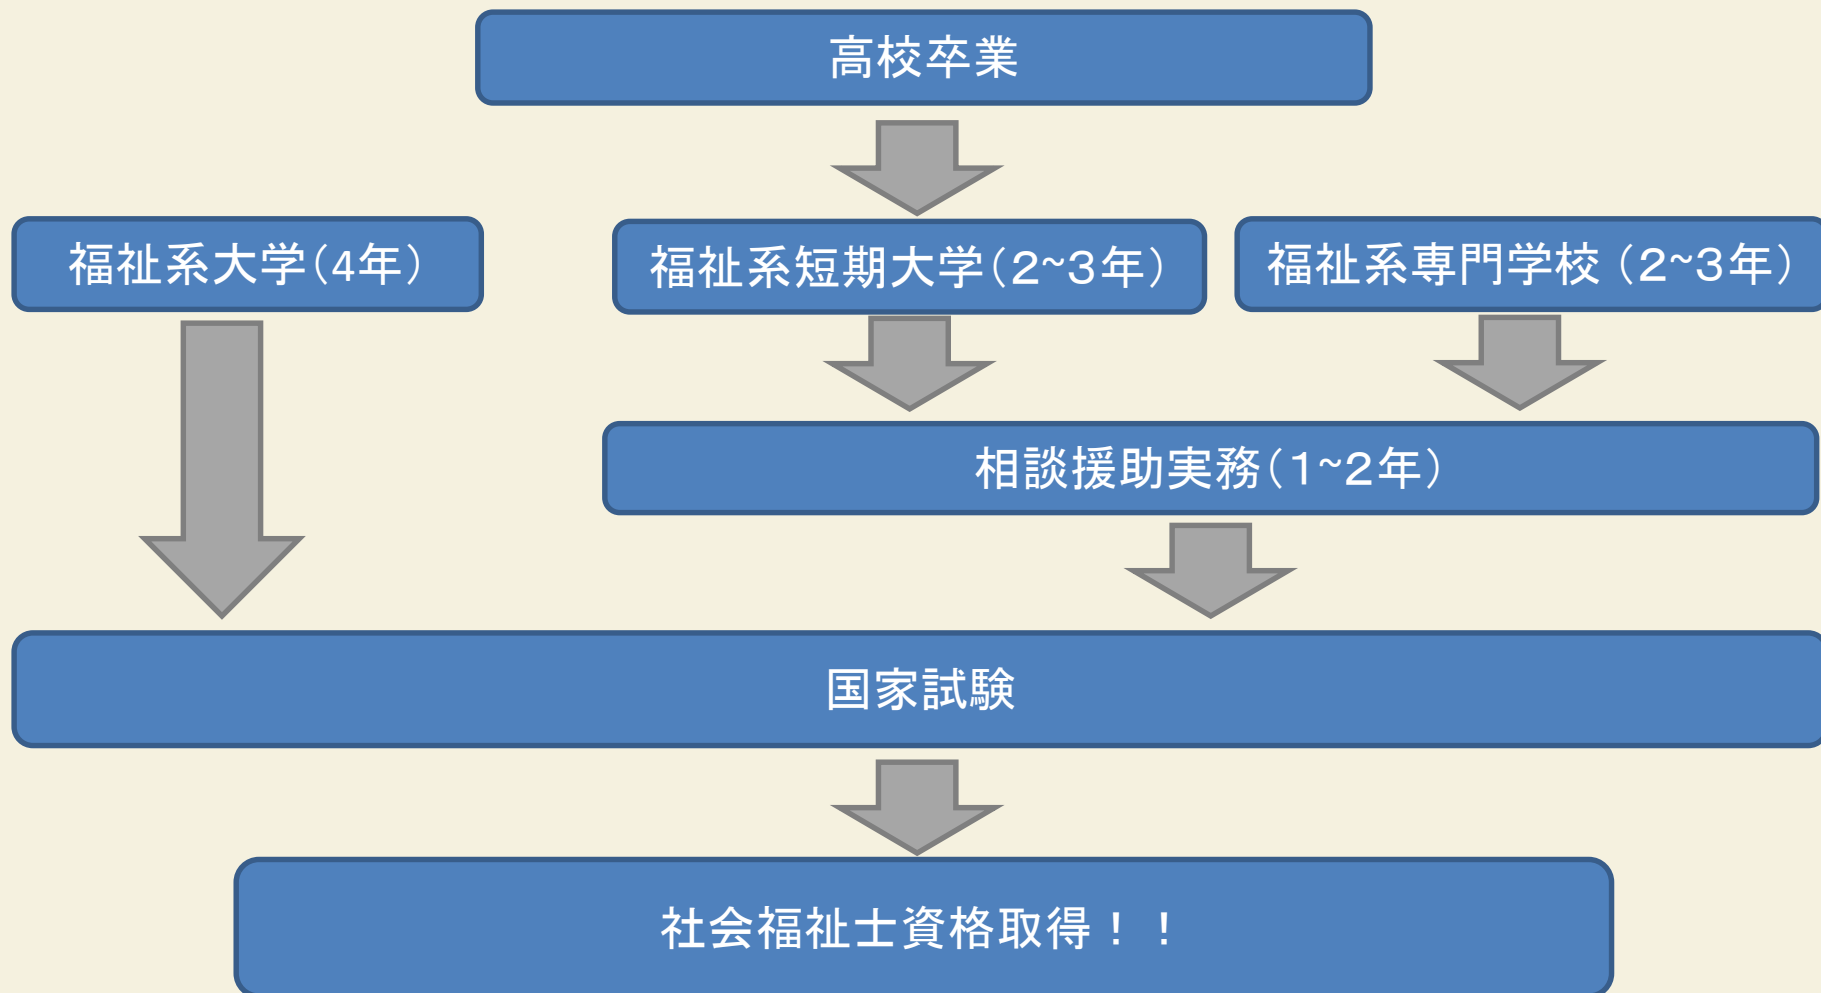 高校卒業
福祉系大学(4年)
福祉系短期大学(2~3年)
福祉系専門学校(2~3年)
相談援助実務(1~2年)
国家試験
社会福祉士資格取得！！